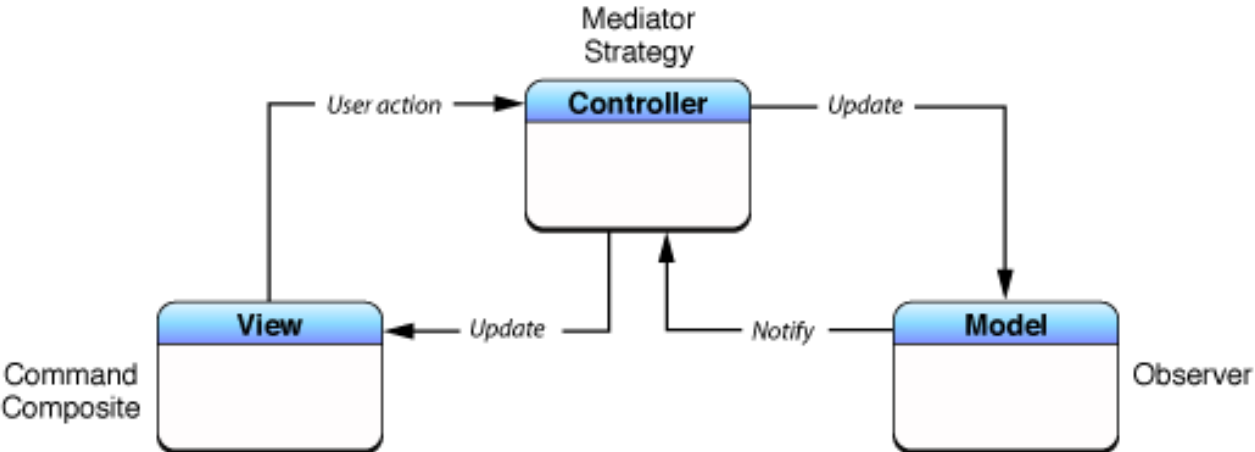 Mediator
Strategy
Controller
User action
Update
View
Update
Notify
Model
Command
Composite
Observer